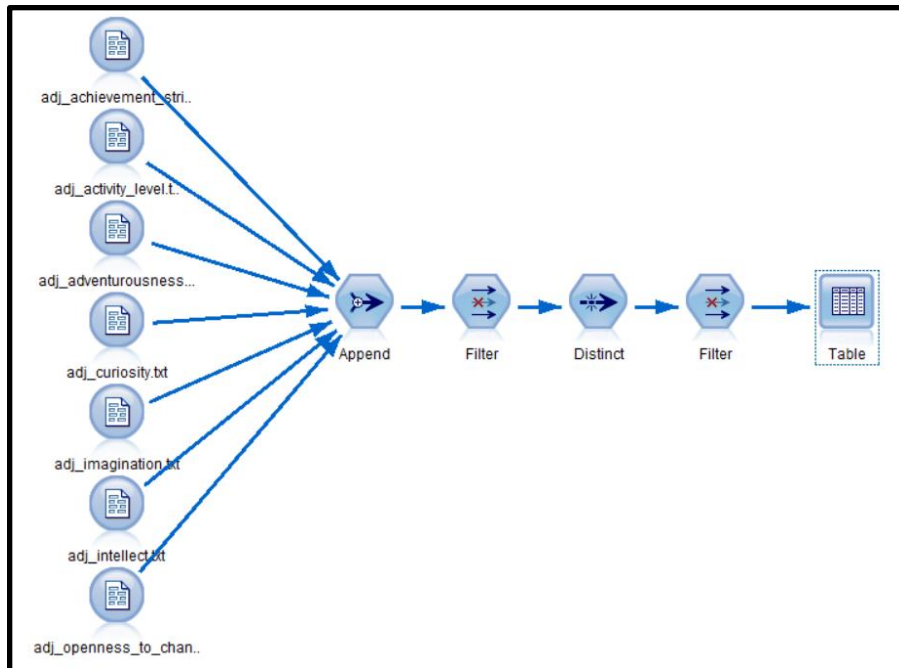 adj_achievement_stri..
adj_activity_level.t..
adj_adventurousness...
adj_curiosity.txt
adj_imagination.txt
adj_intellect.txt
adj_openness_to_chan..
Append
Filter
Distinct
Filter
Table